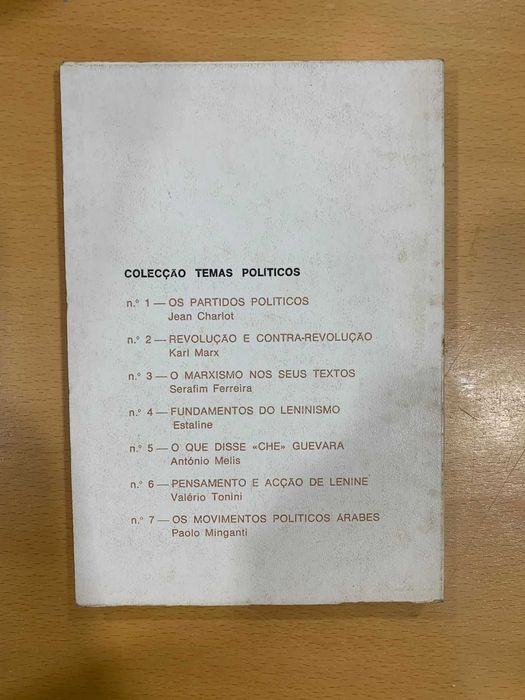 COLECÇÃO TEMAS POLITICOS
n.º 1 — OS PARTIDOS POLITICOS
Jean Charlot
n.º 2 — REVOLUÇÃO E CONTRA-REVOLUÇÃO
Karl Marx
n.º 3 — O MARXISMO NOS SEUS TEXTOS
Serafim Ferreira
n.º 4 — FUNDAMENTOS DO LENINISMO
Estaline
n.º 5 — O QUE DISSE «CHE» GUEVARA
António Melis
n.º 6 — PENSAMENTO E ACÇÃO DE LENINE
Valério Tonini
n.º 7 — OS MOVIMENTOS POLITICOS ÁRABES
Paolo Minganti